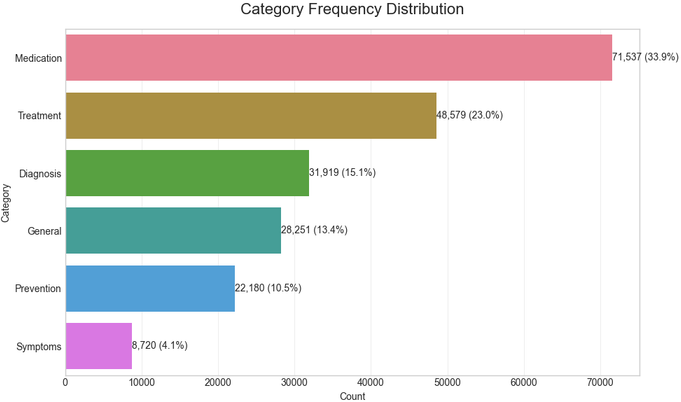 Category Frequency Distribution
Medication
71,537 (33.9%)
Treatment
48,579 (23.0%)
Diagnosis
31,919 (15.1%)
General
28,251 (13.4%)
Prevention
22,180 (10.5%)
Symptoms
8,720 (4.1%)
Category
0 10000 20000 30000 40000 50000 60000 70000
Count